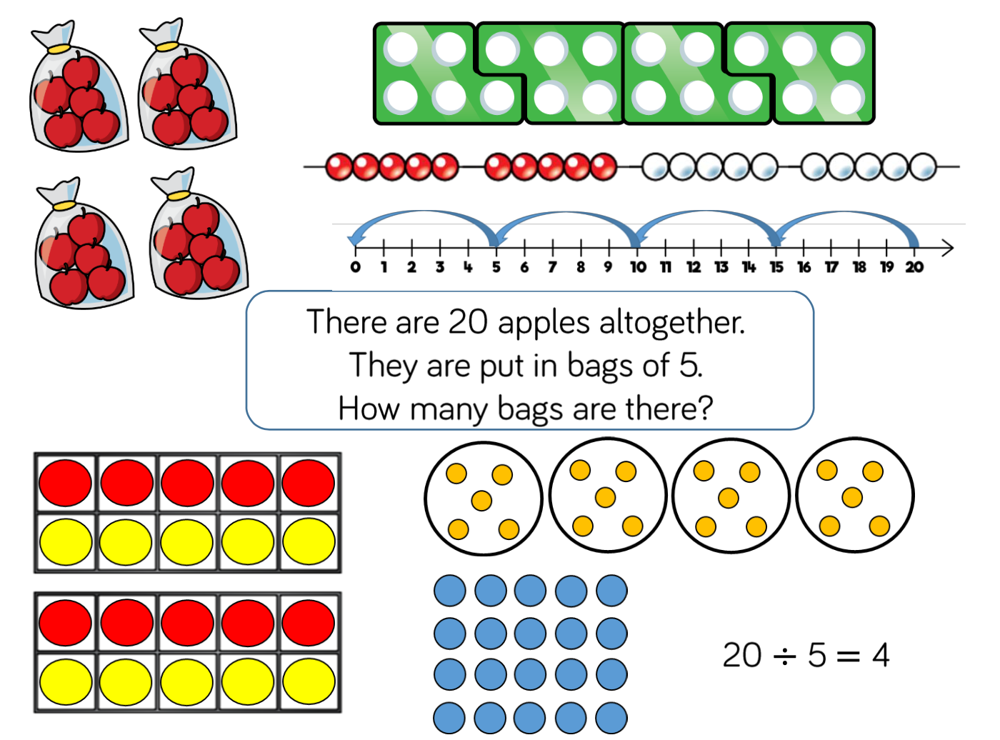 0 1 2 3 4 5 6 7 8 9 10 11 12 13 14 15 16 17 18 19 20
There are 20 apples altogether.
They are put in bags of 5.
How many bags are there?
20 ÷ 5 = 4